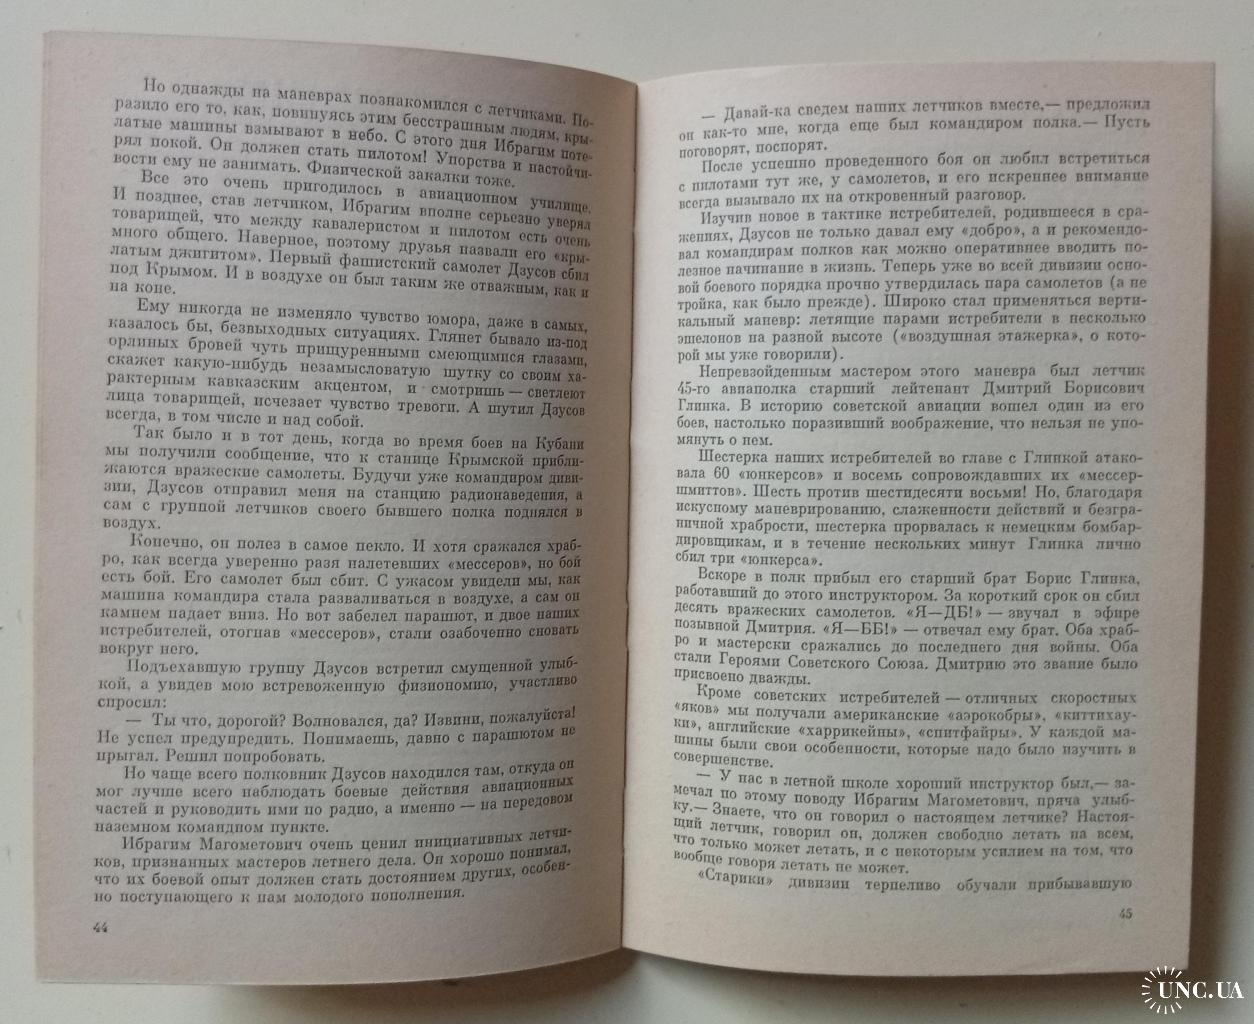 Но однажды на маневрах познакомился с летчиками. По-
разило его то, как, повинуясь этим бесстрашным людям, кры-
латые машины взмывают в небо. С этого дня Ибрагим поте-
рял покой. Он должен стать пилотом! Упорства и настойчи-
вости ему не занимать. Физической закалки тоже.
Все это очень пригодилось в авиационном училище.
И позднее, став летчиком, Ибрагим вполне серьезно уверял
товарищей, что между кавалеристом и пилотом есть очень
много общего. Наверное, поэтому друзья назвали его «кры-
латым джигитом». Первый фашистский самолет Дзусов сбил
под Крымом. И в воздухе он был таким же отважным, как и
на коне.
Ему никогда не изменяло чувство юмора, даже в самых,
казалось бы, безвыходных ситуациях. Глянет бывало из-под
орлиных бровей чуть прищуренными смеющимися глазами,
скажет какую-нибудь незамысловатую шутку со своим ха-
рактерным кавказским акцентом, и смотришь — светлеют
лица товарищей, исчезает чувство тревоги. А шутил Дзусов
всегда, в том числе и над собой.
Так было и в тот день, когда во время боев на Кубани
мы получили сообщение, что к станице Крымской прибли-
жаются вражеские самолеты. Будучи уже командиром диви-
зии, Дзусов отправил меня на станцию радионаведения, а
сам с группой летчиков своего бывшего полка поднялся в
воздух.
Конечно, он полез в самое пекло. И хотя сражался храб-
ро, как всегда уверенно разя налетевших «мессеров», но бой
есть бой. Его самолет был сбит. С ужасом увидели мы, как
машина командира стала разваливаться в воздухе, а сам он
камнем падает вниз. Но вот забелел парашют, и двое наших
истребителей, отогнав «мессеров», стали озабоченно сновать
вокруг него.
Подъехавшую группу Дзусов встретил смущенной улыб-
кой, а увидев мою встревоженную физиономию, участливо
спросил:
— Ты что, дорогой? Волновался, да? Извини, пожалуйста!
Не успел предупредить. Понимаешь, давно с парашютом не
прыгал. Решил попробовать.
Но чаще всего полковник Дзусов находился там, откуда он
мог лучше всего наблюдать боевые действия авиационных
частей и руководить ими по радио, а именно — на передовом
наземном командном пункте.
Ибрагим Магометович очень ценил инициативных летчи-
ков, признанных мастеров летнего дела. Он хорошо понимал,
что их боевой опыт должен стать достоянием других, особен-
но поступающего к нам молодого пополнения.
44
— Давай-ка сведем наших летчиков вместе,— предложил
он как-то мне, когда еще был командиром полка.— Пусть
поговорят, поспорят.
После успешно проведенного боя он любил встретиться
с пилотами тут же, у самолетов, и его искреннее внимание
всегда вызывало их на откровенный разговор.
Изучив новое в тактике истребителей, родившееся в сра-
жениях, Дзусов не только давал ему «добро», а и рекомендо-
вал командирам полков как можно оперативнее вводить по-
лезное начинание в жизнь. Теперь уже во всей дивизии осно-
вой боевого порядка прочно утвердилась пара самолетов (а не
тройка, как было прежде). Широко стал применяться верти-
кальный маневр: летящие парами истребители в несколько
эшелонов на разной высоте («воздушная этажерка», о кото-
рой мы уже говорили).
Непревзойденным мастером этого маневра был летчик
45-го авиаполка старший лейтенант Дмитрий Борисович
Глинка. В историю советской авиации вошел один из его
боев, настолько поразивший воображение, что нельзя не упо-
мянуть о нем.
Шестерка наших истребителей во главе с Глинкой атако-
вала 60 «юнкерсов» и восемь сопровождавших их «мессер-
шмиттов». Шесть против шестидесяти восьми! Но, благодаря
искусному маневрированию, слаженности действий и безгра-
ничной храбрости, шестерка прорвалась к немецким бомбар-
дировщикам, и в течение нескольких минут Глинка лично
сбил три «юнкерса».
Вскоре в полк прибыл его старший брат Борис Глинка,
работавший до этого инструктором. За короткий срок он сбил
десять вражеских самолетов. «Я—ДБ!» — звучал в эфире
позывной Дмитрия. «Я—ББ!» — отвечал ему брат. Оба храб-
ро и мастерски сражались до последнего дня войны. Оба
стали Героями Советского Союза. Дмитрию это звание было
присвоено дважды.
Кроме советских истребителей — отличных скоростных
«яков» мы получали американские «аэрокобры», «киттихау-
ки», английские «харрикейны», «спитфайры». У каждой ма-
шины были свои особенности, которые надо было изучить в
совершенстве.
— У нас в летной школе хороший инструктор был,— за-
мечал по этому поводу Ибрагим Магометович, пряча улыб-
ку.— Знаете, что он говорил о настоящем летчике? Настоя-
щий летчик, говорил он, должен свободно летать на всем,
что только может летать, и с некоторым усилием на том, что
вообще говоря летать не может.
«Старики» дивизии терпеливо обучали прибывавшую
45
UNC.UA